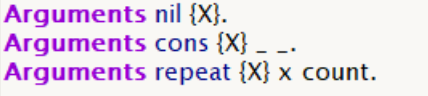 Arguments nil {X}.
Arguments cons {X} _ _.
Arguments repeat {X} x count.